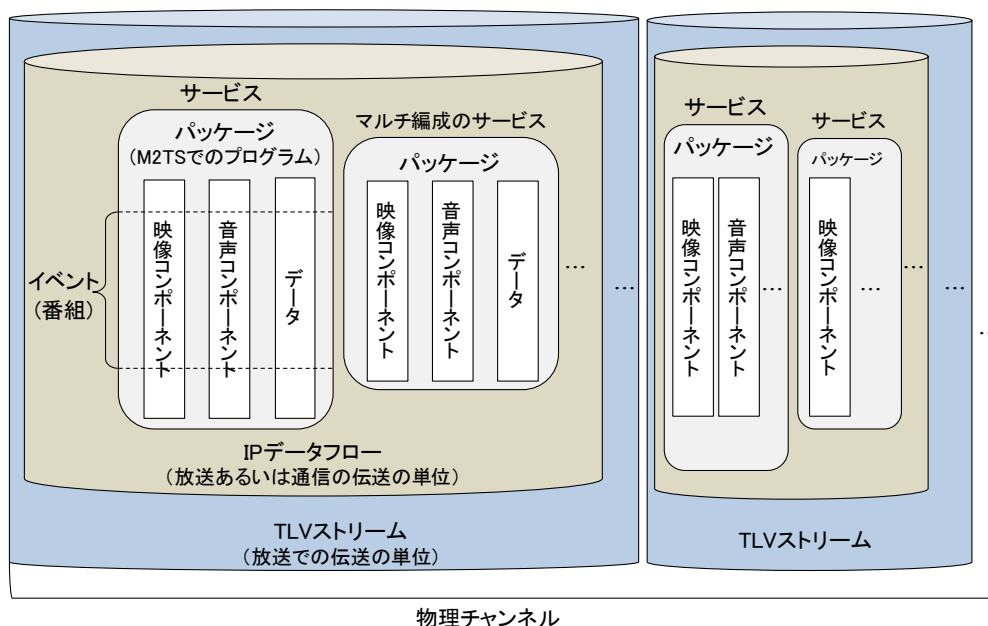 サービス
パッケージ
(M2TSでのプログラム)
映像コンポーネント
音声コンポーネント
データ
イベント
(番組)
マルチ編成のサービス
パッケージ
映像コンポーネント
音声コンポーネント
データ
…
…
IPデータフロー
(放送あるいは通信の伝送の単位)
TLVストリーム
(放送での伝送の単位)
サービス
パッケージ
映像コンポーネント
音声コンポーネント
…
サービス
パッケージ
映像コンポーネント
…
…
…
TLVストリーム
…
物理チャンネル